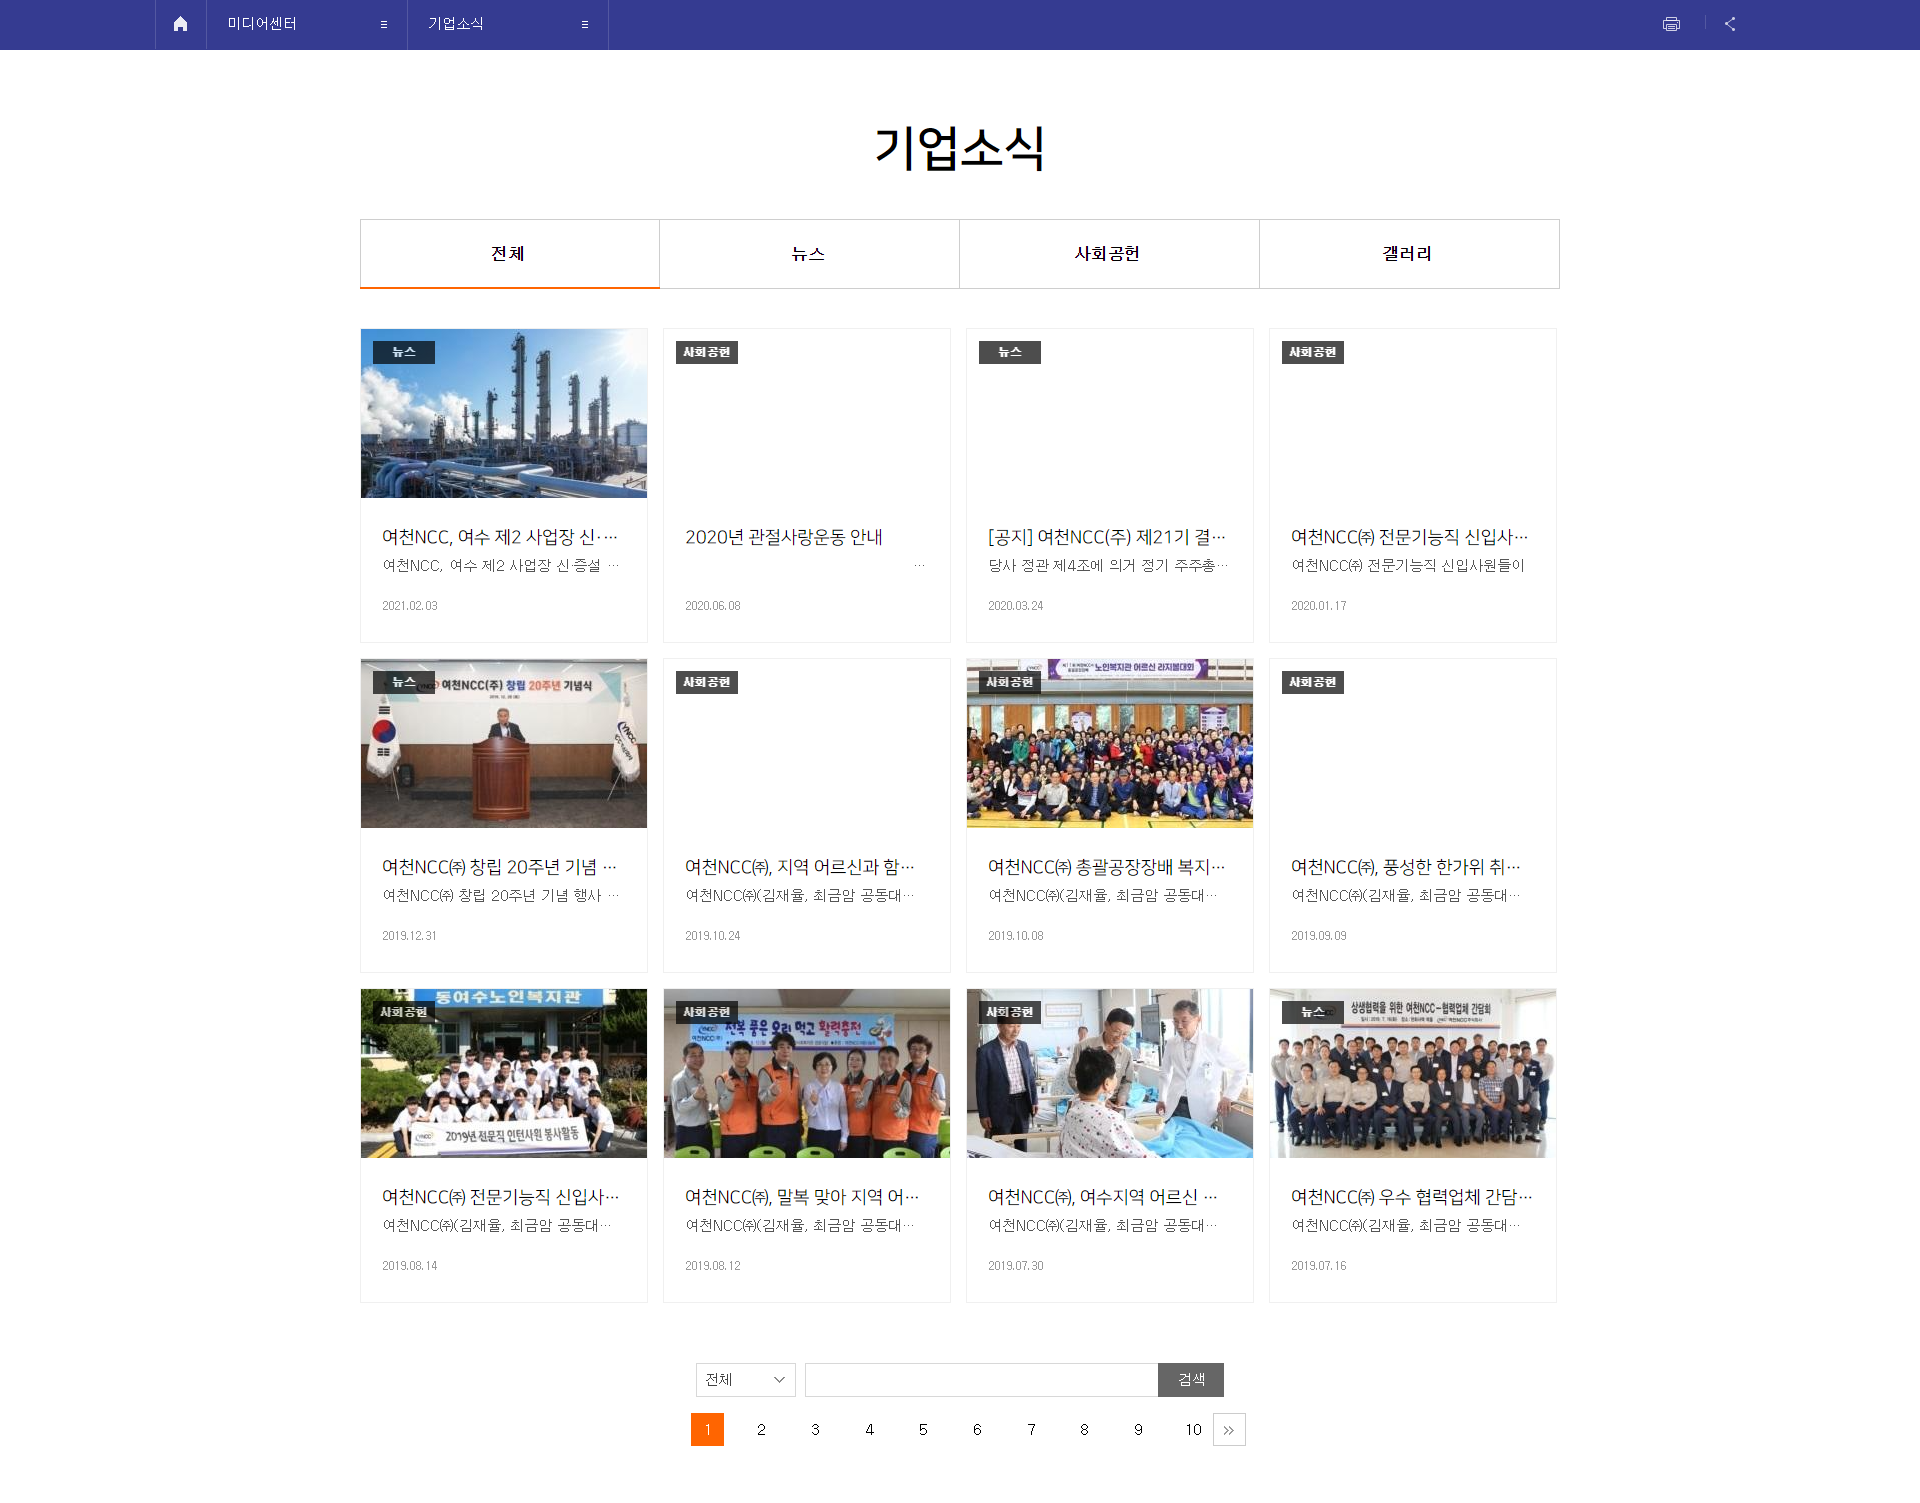 미디어센터
기업소식
기업소식
전체
뉴스
사회공헌
갤러리
뉴스
여천NCC, 여수 제2 사업장 신·…
여천NCC, 여수 제2 사업장 신·증설 …
2021.02.03
사회공헌
2020년 관절사랑운동 안내
…
2020.06.08
뉴스
[공지] 여천NCC(주) 제21기 결…
당사 정관 제4조에 의거 정기 주주총…
2020.03.24
사회공헌
여천NCC㈜ 전문기능직 신입사…
여천NCC㈜ 전문기능직 신입사원들이
2020.01.17
뉴스
여천NCC(주) 창립 20주년 기념식
여천NCC㈜ 창립 20주년 기념 …
여천NCC㈜ 창립 20주년 기념 행사 …
2019.12.31
사회공헌
여천NCC㈜, 지역 어르신과 함…
여천NCC㈜(김재율, 최금암 공동대…
2019.10.24
노인복지관 어르신 라지볼대회
사회공헌
여천NCC㈜ 총괄공장장배 복지…
여천NCC㈜(김재율, 최금암 공동대…
2019.10.08
사회공헌
여천NCC㈜, 풍성한 한가위 취…
여천NCC㈜(김재율, 최금암 공동대…
2019.09.09
동여수노인복지관
사회공헌
YNCC
2019년 전문직 인턴사원 봉사활동
여천NCC㈜ 전문기능직 신입사…
여천NCC㈜(김재율, 최금암 공동대…
2019.08.14
사회공헌
전복 품은 오리 먹고 활력충전
여천NCC㈜, 말복 맞아 지역 어…
여천NCC㈜(김재율, 최금암 공동대…
2019.08.12
사회공헌
여천NCC㈜, 여수지역 어르신 …
여천NCC㈜(김재율, 최금암 공동대…
2019.07.30
상생협력을 위한 여천NCC-협력업체 간담회
뉴스
여천NCC㈜ 우수 협력업체 간담…
여천NCC㈜(김재율, 최금암 공동대…
2019.07.16
전체
검색
1 2 3 4 5 6 7 8 9 10 »